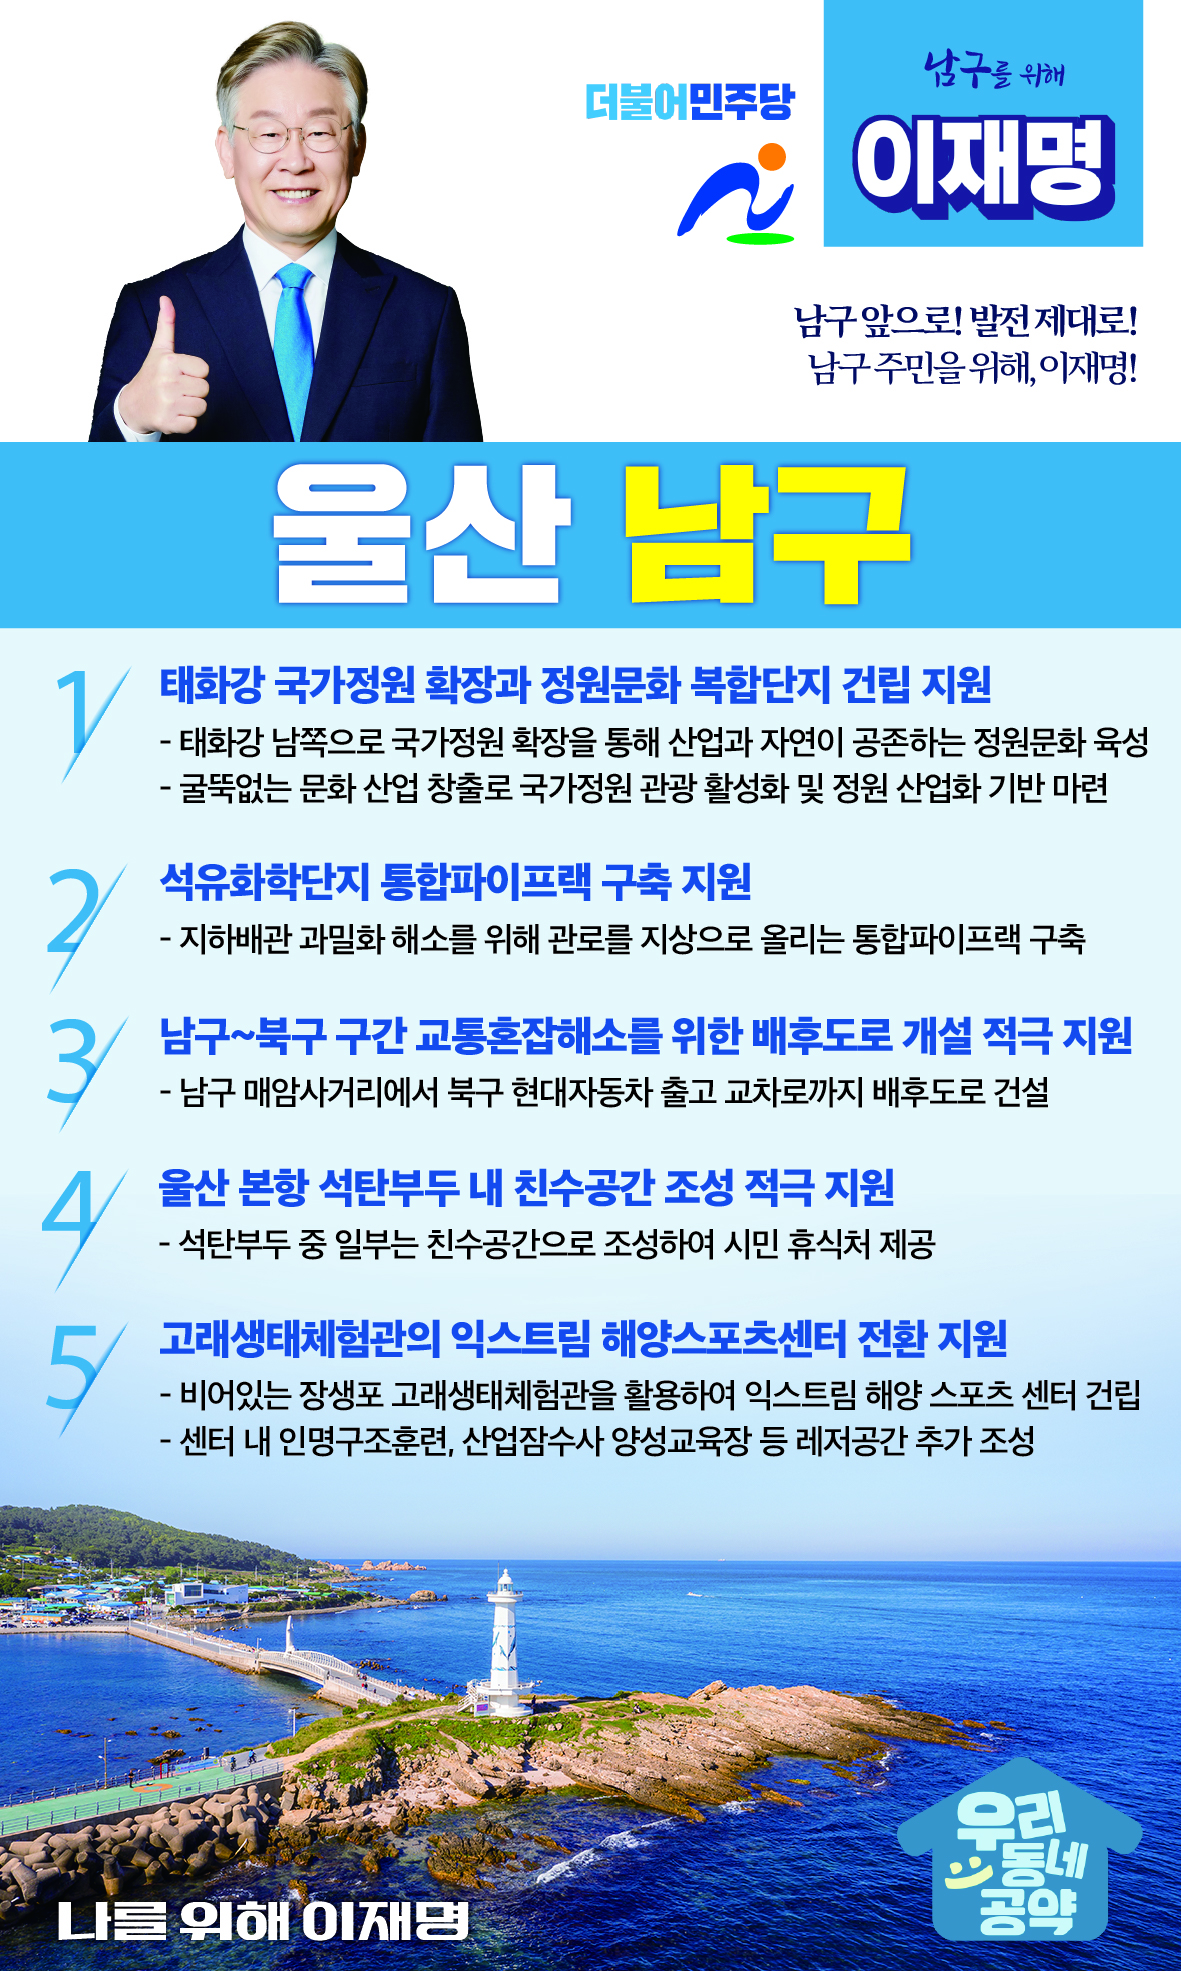 더불어민주당
남구를 위해
이재명
남구 앞으로! 발전 제대로!
남구 주민을 위해, 이재명!
울산 남구
1 태화강 국가정원 확장과 정원문화 복합단지 건립 지원
- 태화강 남쪽으로 국가정원 확장을 통해 산업과 자연이 공존하는 정원문화 육성
- 굴뚝없는 문화 산업 창출로 국가정원 관광 활성화 및 정원 산업화 기반 마련
2 석유화학단지 통합파이프랙 구축 지원
- 지하배관 과밀화 해소를 위해 관로를 지상으로 올리는 통합파이프랙 구축
3 남구~북구 구간 교통혼잡해소를 위한 배후도로 개설 적극 지원
- 남구 매암사거리에서 북구 현대자동차 출고 교차로까지 배후도로 건설
4 울산 본항 석탄부두 내 친수공간 조성 적극 지원
- 석탄부두 중 일부는 친수공간으로 조성하여 시민 휴식처 제공
5 고래생태체험관의 익스트림 해양스포츠센터 전환 지원
- 비어있는 장생포 고래생태체험관을 활용하여 익스트림 해양 스포츠 센터 건립
- 센터 내 인명구조훈련, 산업잠수사 양성교육장 등 레저공간 추가 조성
우리
동네
공약
나를 위해 이재명